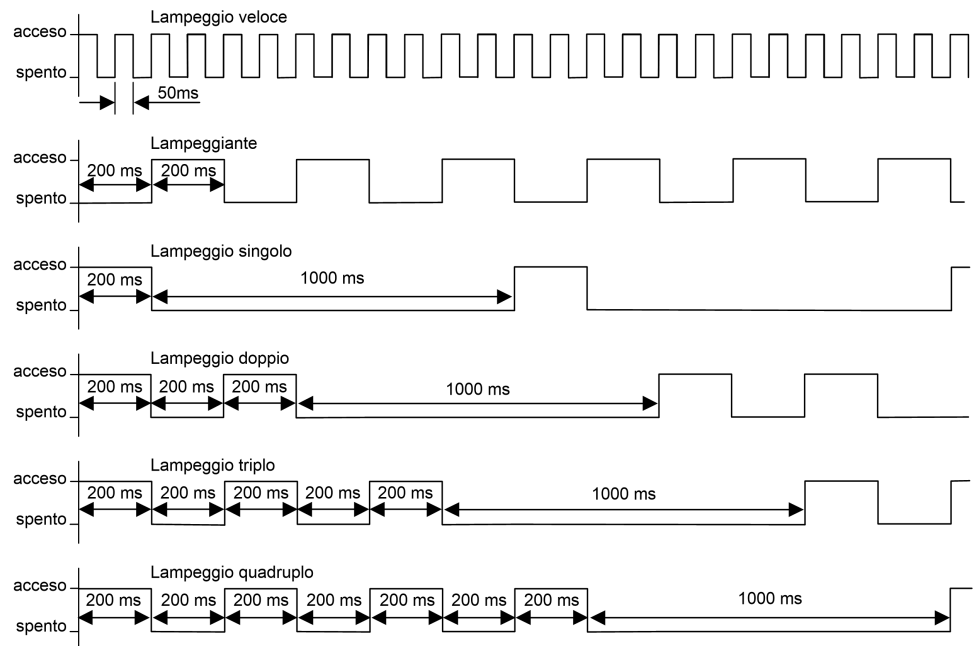 Lampeggio veloce
acceso
spento
50ms
Lampeggiante
acceso
200 ms 200 ms
spento
Lampeggio singolo
acceso
200 ms 1000 ms
spento
Lampeggio doppio
acceso
200 ms 200 ms 200 ms 1000 ms
spento
Lampeggio triplo
acceso
200 ms 200 ms 200 ms 200 ms 200 ms 1000 ms
spento
Lampeggio quadruplo
acceso
200 ms 200 ms 200 ms 200 ms 200 ms 200 ms 200 ms 1000 ms
spento